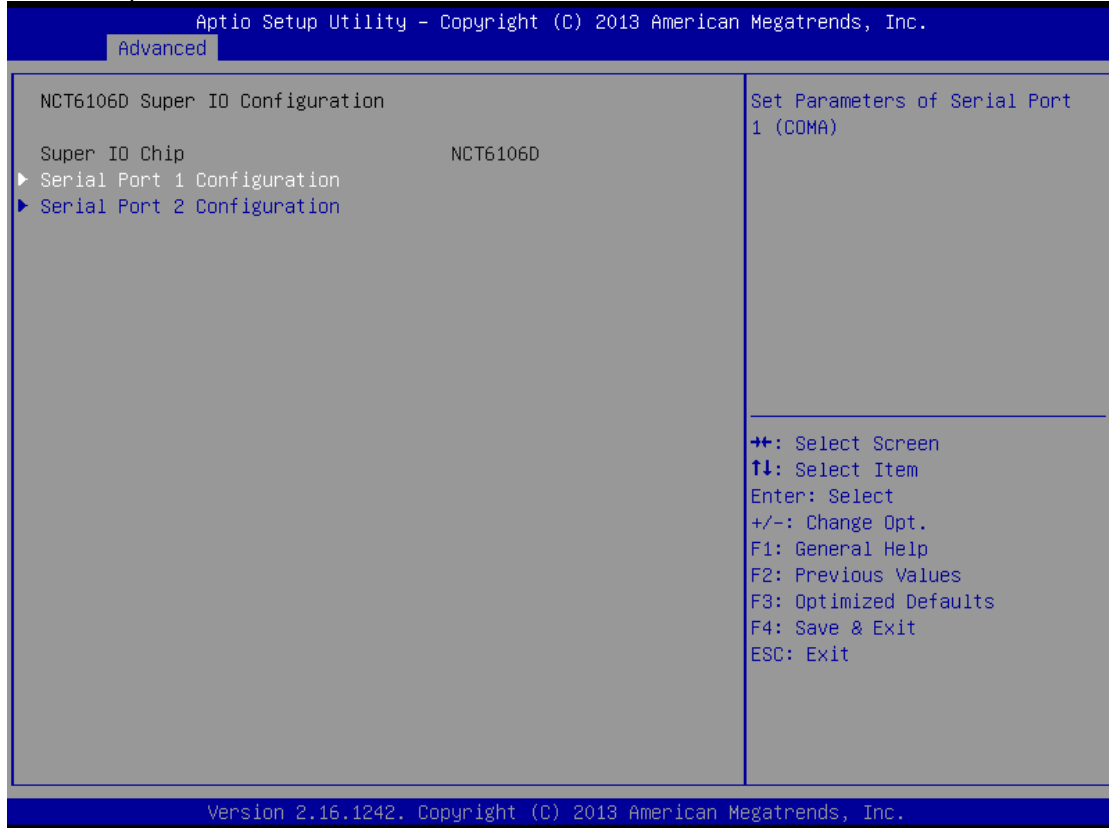 Aptio Setup Utility – Copyright (C) 2013 American Megatrends, Inc.
Advanced
NCT6106D Super IO Configuration
Super IO Chip NCT6106D
▶ Serial Port 1 Configuration
▶ Serial Port 2 Configuration
Set Parameters of Serial Port
1 (COMA)
→←: Select Screen
↑↓: Select Item
Enter: Select
+/-: Change Opt.
F1: General Help
F2: Previous Values
F3: Optimized Defaults
F4: Save & Exit
ESC: Exit
Version 2.16.1242. Copyright (C) 2013 American Megatrends, Inc.